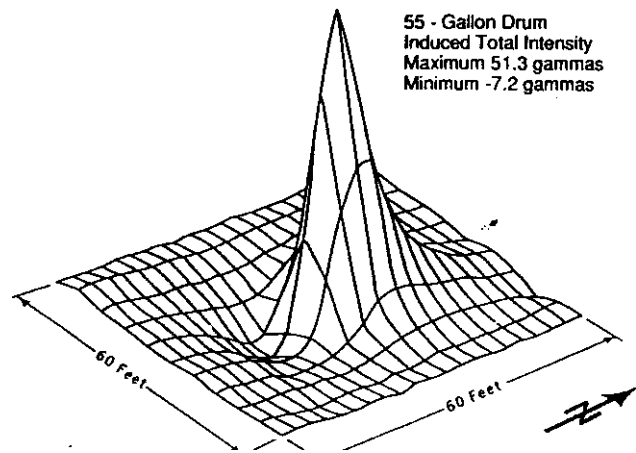 55 - Gallon Drum
Induced Total Intensity
Maximum 51.3 gammas
Minimum -7.2 gammas
60 Feet
60 Feet
N